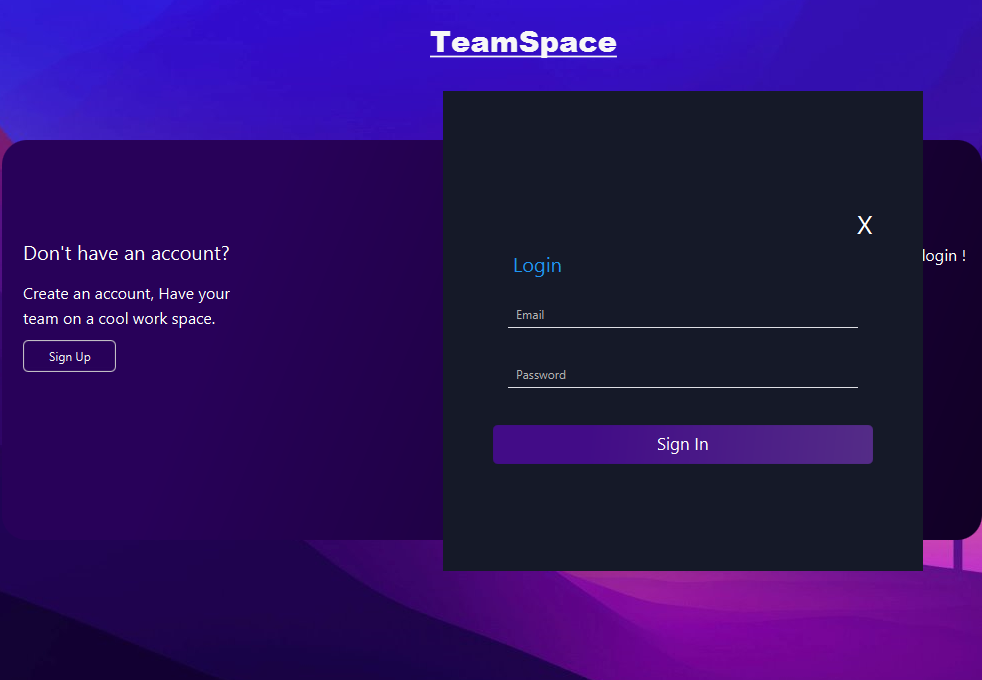 TeamSpace
Don't have an account?
Create an account, Have your
team on a cool work space.
Sign Up
X
Login
Email
Password
Sign In
login !